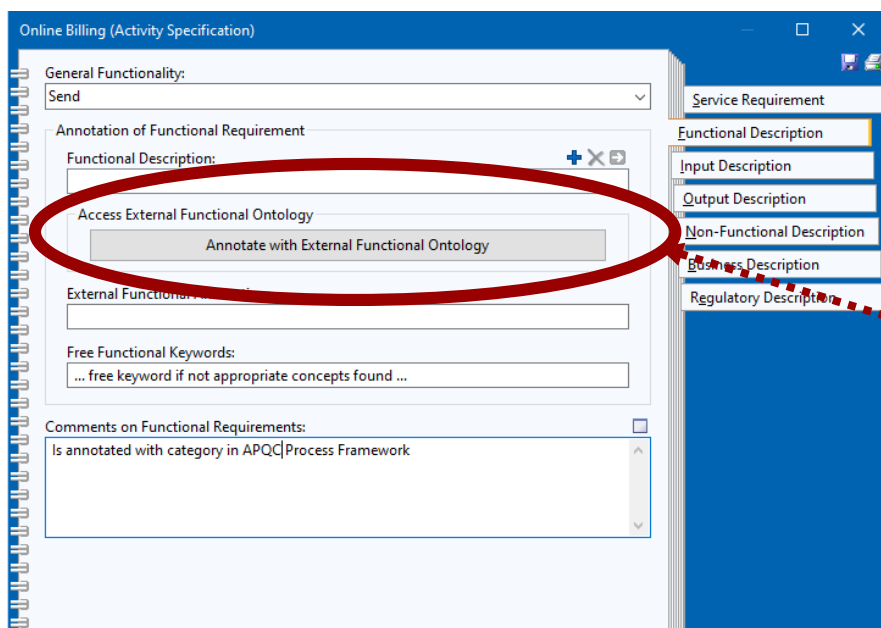 Online Billing (Activity Specification)
General Functionality:
Send
Annotation of Functional Requirement
Functional Description:
Access External Functional Ontology
Annotate with External Functional Ontology
External Functional
Free Functional Keywords:
... free keyword if not appropriate concepts found ...
Comments on Functional Requirements:
Is annotated with category in APQC Process Framework
Service Requirement
Functional Description
Input Description
Output Description
Non-Functional Description
Business Description
Regulatory Description